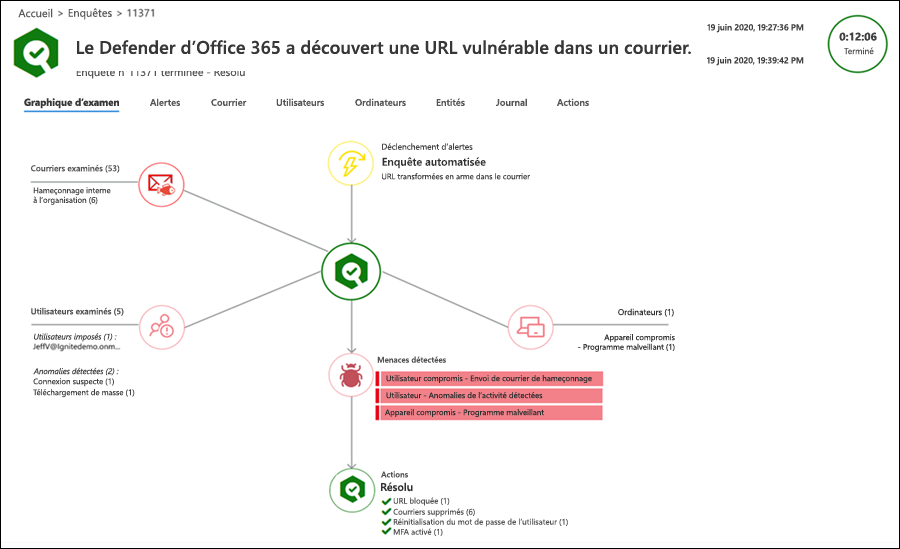 Accueil > Enquêtes > 11371
19 juin 2020, 19:27:36 PM
0:12:06
Terminé
Le Defender d’Office 365 a découvert une URL vulnérable dans un courrier.
19 juin 2020, 19:39:42 PM
Enquête n° 11371 terminée - Résolu
Graphique d’examen
Alertes
Courrier
Utilisateurs
Ordinateurs
Entités
Journal
Actions
Déclenchement d’alertes
Enquête automatisée
URL transformées en arme dans le courrier
Courriers examinés (53)
Hameçonnage interne
à l’organisation (6)
Utilisateurs examinés (5)
Utilisateurs imposés (1) :
JeffV@Ignitedemo.onm...
Anomalies détectées (2) :
Connexion suspecte (1)
Téléchargement de masse (1)
Ordinateurs (1)
Appareil compromis
- Programme malveillant (1)
Menaces détectées
Utilisateur compromis - Envoi de courrier de hameçonnage
Utilisateur - Anomalies de l’activité détectées
Appareil compromis - Programme malveillant
Actions
Résolu
URL bloquée (1)
Courriers supprimés (6)
Réinitialisation du mot de passe de l’utilisateur (1)
MFA activé (1)